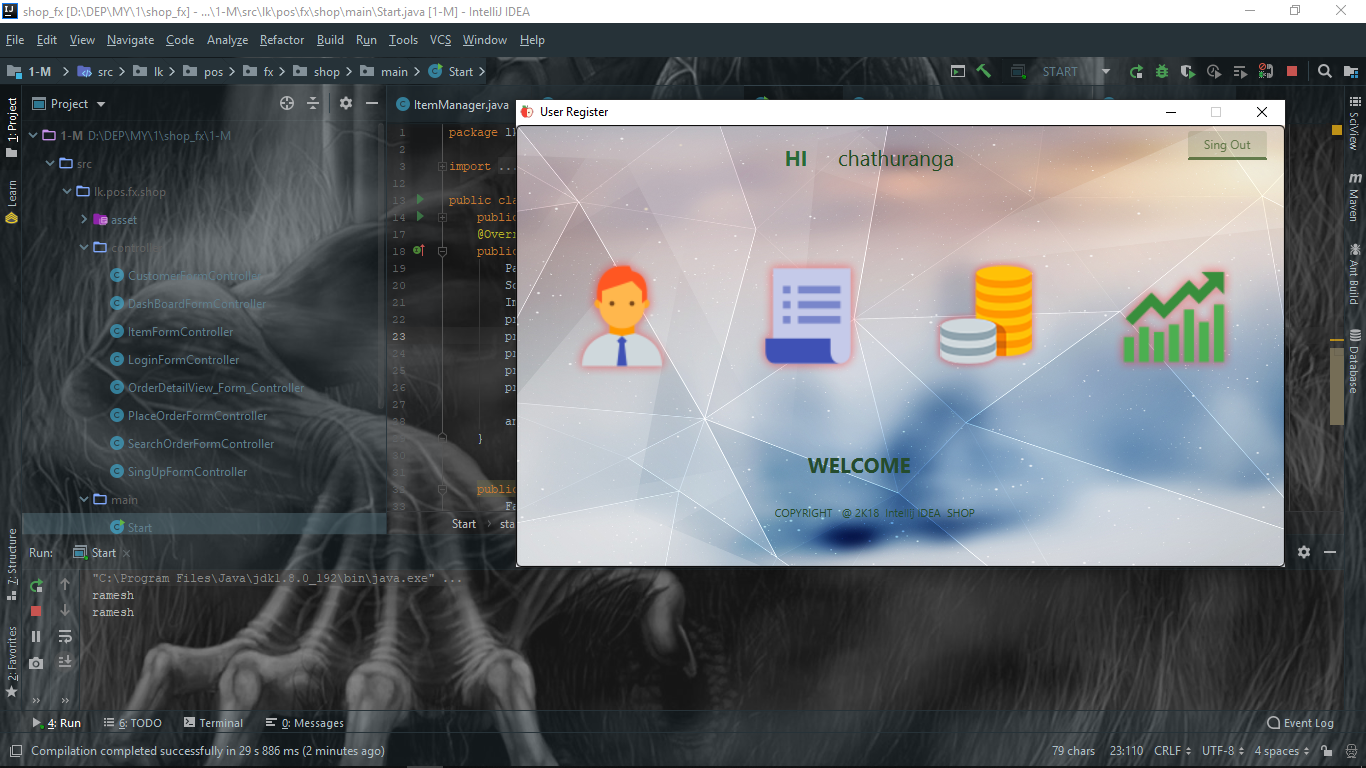 shop_fx [D:\DEP\MY\1\shop_fx] - ...\1-M\src\lk\pos\fx\shop\main\Start.java [1-M] - IntelliJ IDEA
File Edit View Navigate Code Analyze Refactor Build Run Tools VCS Window Help
1-M src lk pos fx shop main Start START
1: Project
Learn
7: Structure
2: Favorites
Project
1-M D:\DEP\MY\1\shop_fx\1-M
src
lk.pos.fx.shop
asset
controller
CustomerFormController
DashBoardFormController
ItemFormController
LoginFormController
OrderDetailView_Form_Controller
PlaceOrderFormController
SearchOrderFormController
SingUpFormController
main
Start
ItemManager.java
1 package l
2
3 import ...
12
13 public cla
14 public
17 @Overr
18 public
19 Pa
20 Sc
21 In
22 pr
23 pr
24 pr
25 pr
26 pr
27
28 an
30 }
31
32 public
33 Fa
Start sta
User Register
HI chathuranga
Sing Out
WELCOME
COPYRIGHT @ 2K18 Intellij IDEA SHOP
SciView
m Maven
Ant Build
Database
Run: Start
"C:\Program Files\Java\jdk1.8.0_192\bin\java.exe" ...
ramesh
ramesh
4: Run 6: TODO Terminal 0: Messages Event Log
Compilation completed successfully in 29 s 886 ms (2 minutes ago) 79 chars 23:110 CRLF UTF-8 4 spaces